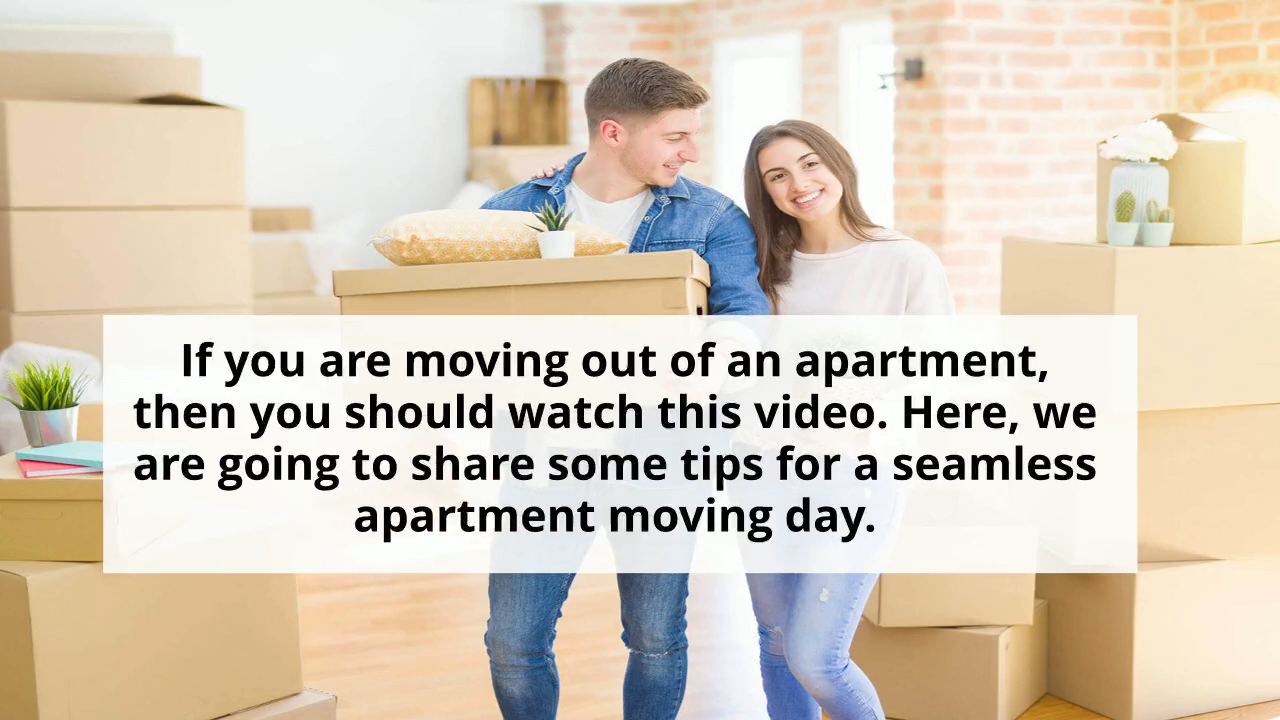 If you are moving out of an apartment,
then you should watch this video. Here, we
are going to share some tips for a seamless
apartment moving day.